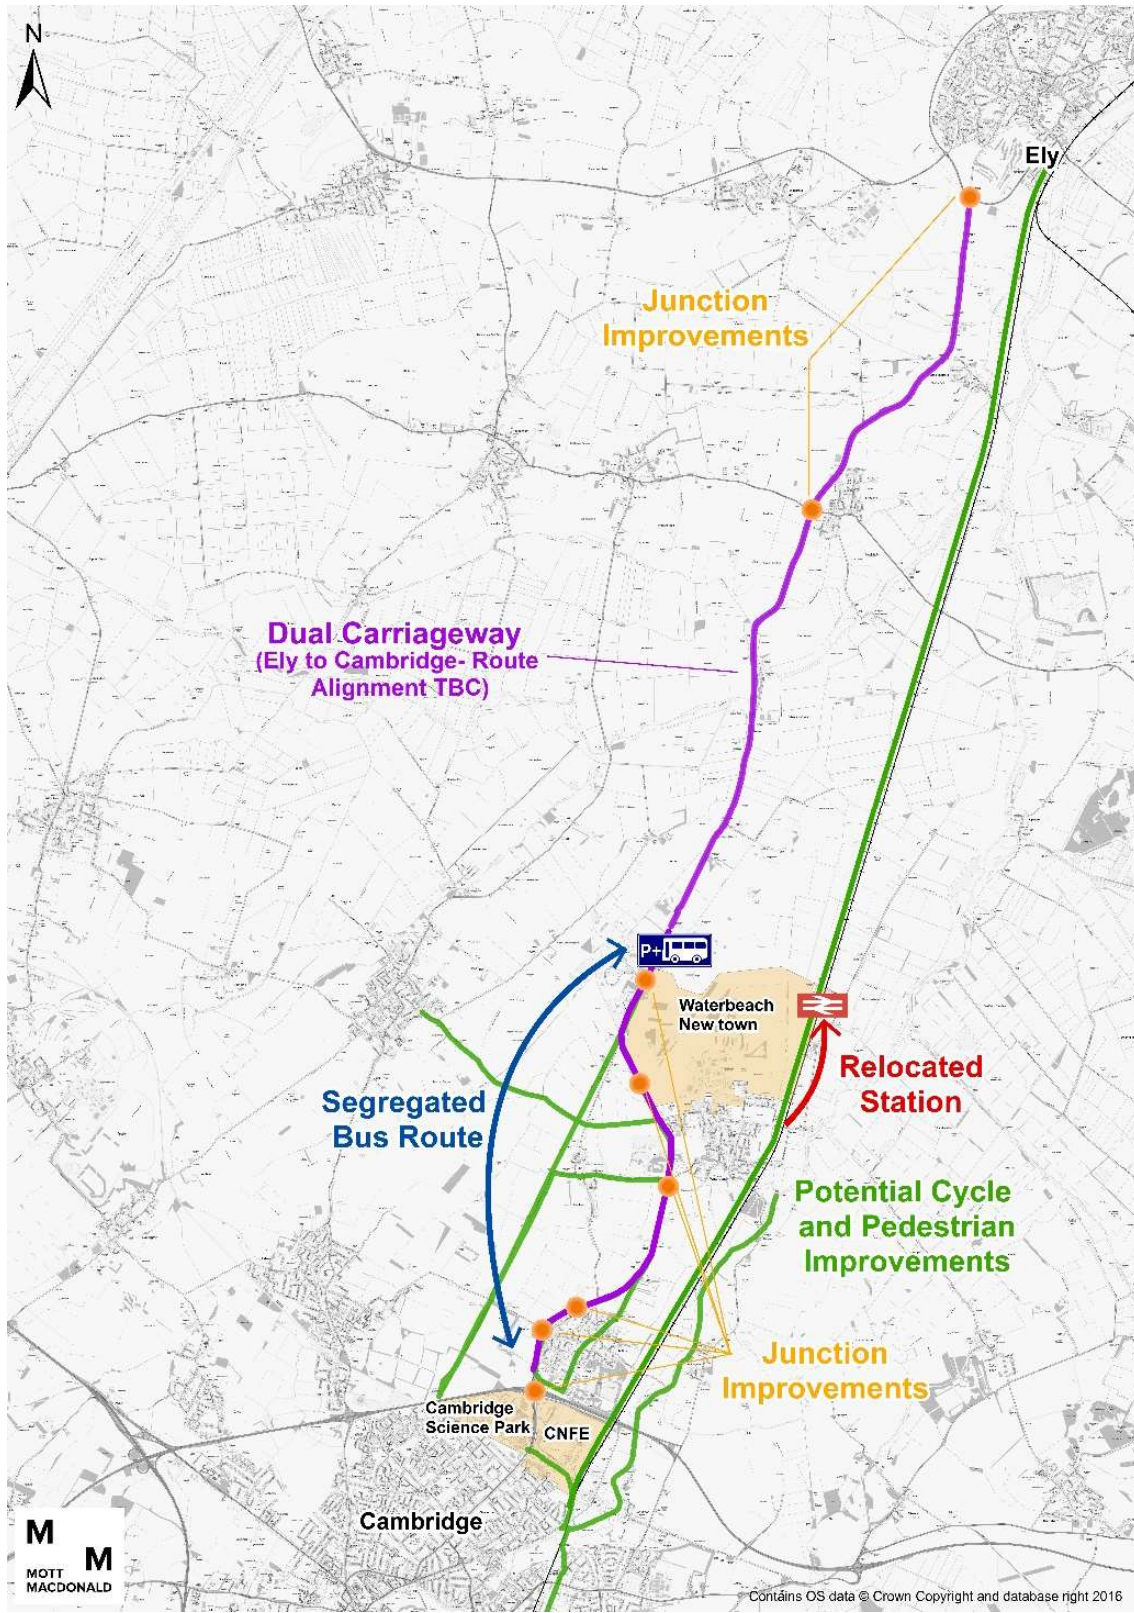 N
Ely
Junction
Improvements
Dual Carriageway
(Ely to Cambridge- Route
Alignment TBC)
P+
Waterbeach
New town
Relocated
Station
Segregated
Bus Route
Potential Cycle
and Pedestrian
Improvements
Junction
Improvements
Cambridge
Science Park
CNFE
Cambridge
M
M
MOTT
MACDONALD
Contains OS data © Crown Copyright and database right 2016